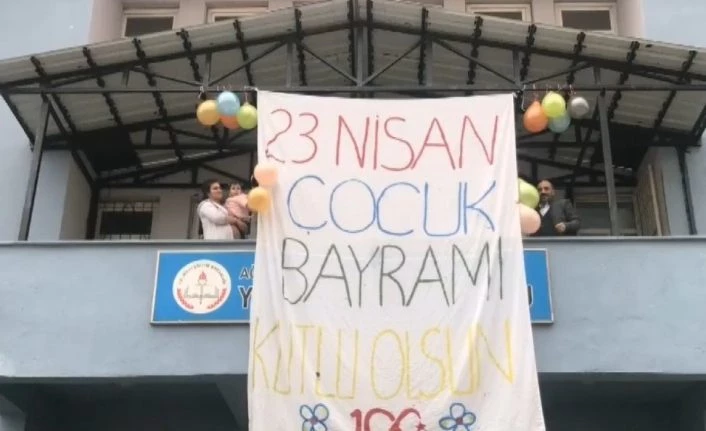 23 NİSAN
ÇOCUK
BAYRAMI
KUTLU OLSUN
100